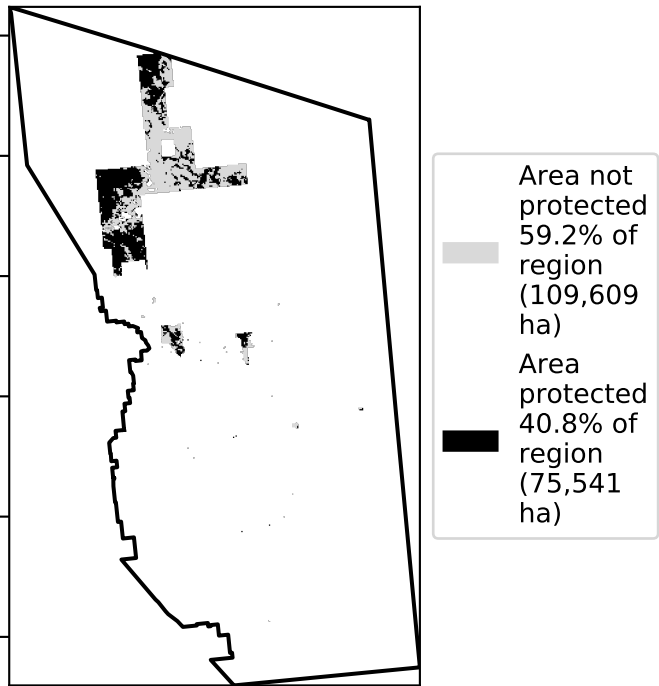 Area not
protected
59.2% of
region
(109,609
ha)
Area
protected
40.8% of
region
(75,541
ha)